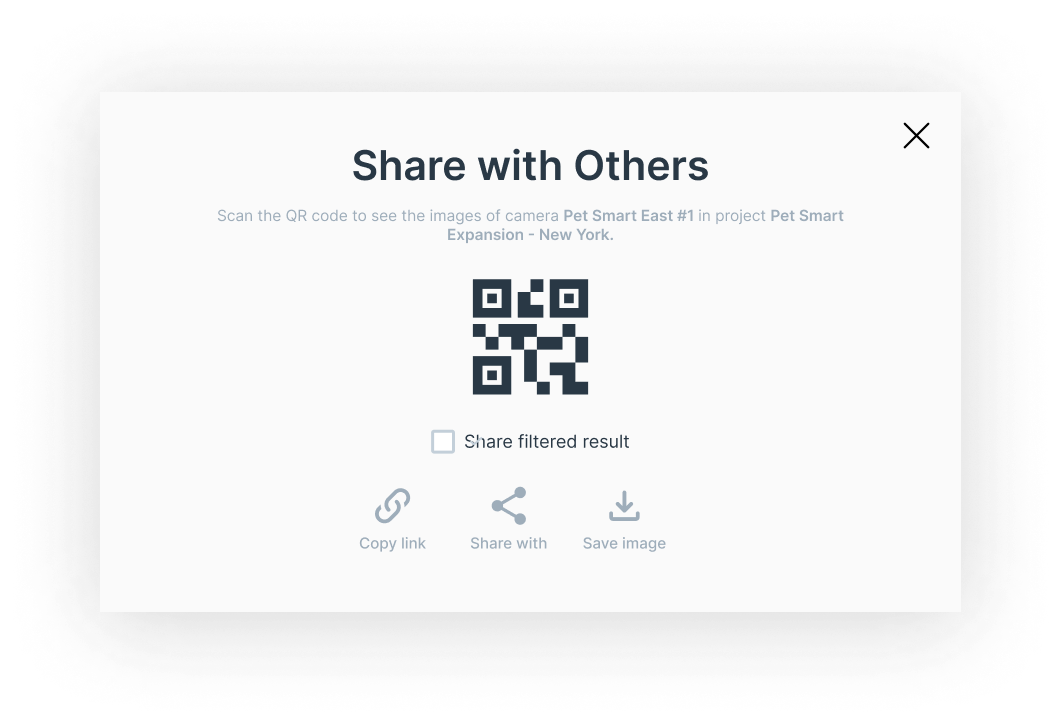 Share with Others
Scan the QR code to see the images of camera Pet Smart East #1 in project Pet Smart
Expansion - New York.
Share filtered result
Copy link
Share with
Save image